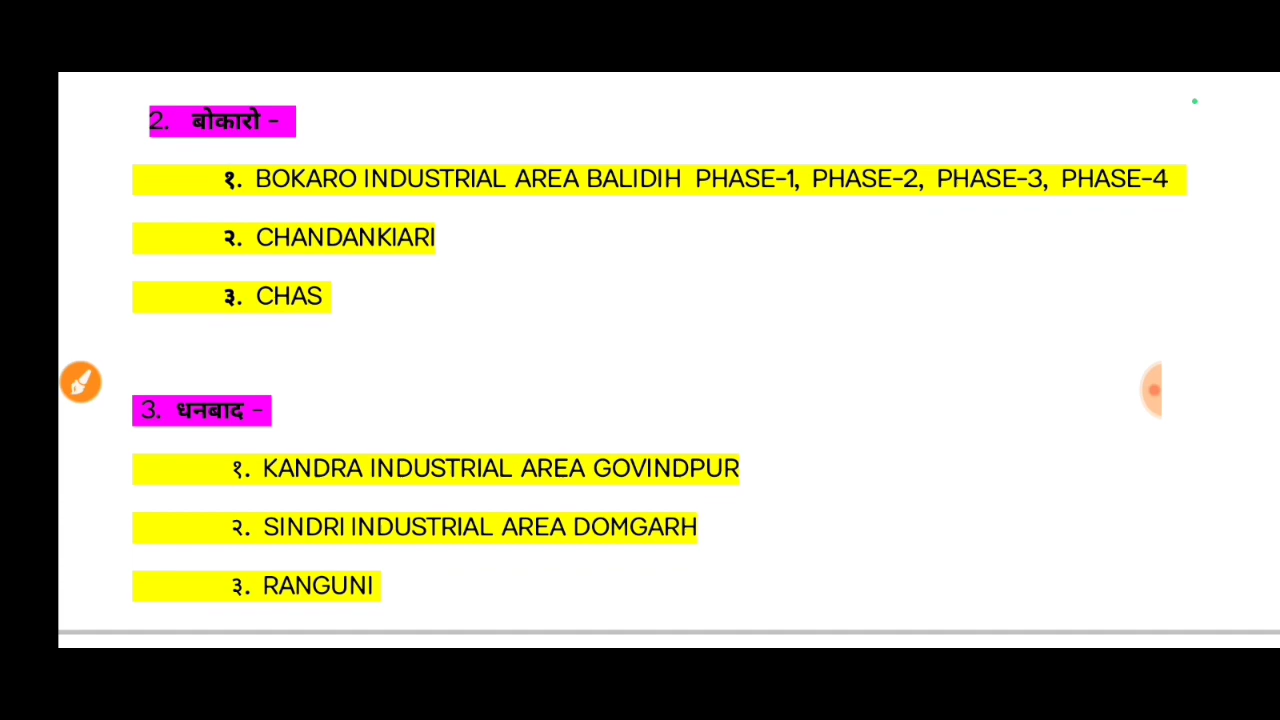 2. बोकारो -
१. BOKARO INDUSTRIAL AREA BALIDIH PHASE-1, PHASE-2, PHASE-3, PHASE-4
२. CHANDANKIARI
३. CHAS
3. धनबाद -
१. KANDRA INDUSTRIAL AREA GOVINDPUR
२. SINDRI INDUSTRIAL AREA DOMGARH
३. RANGUNI